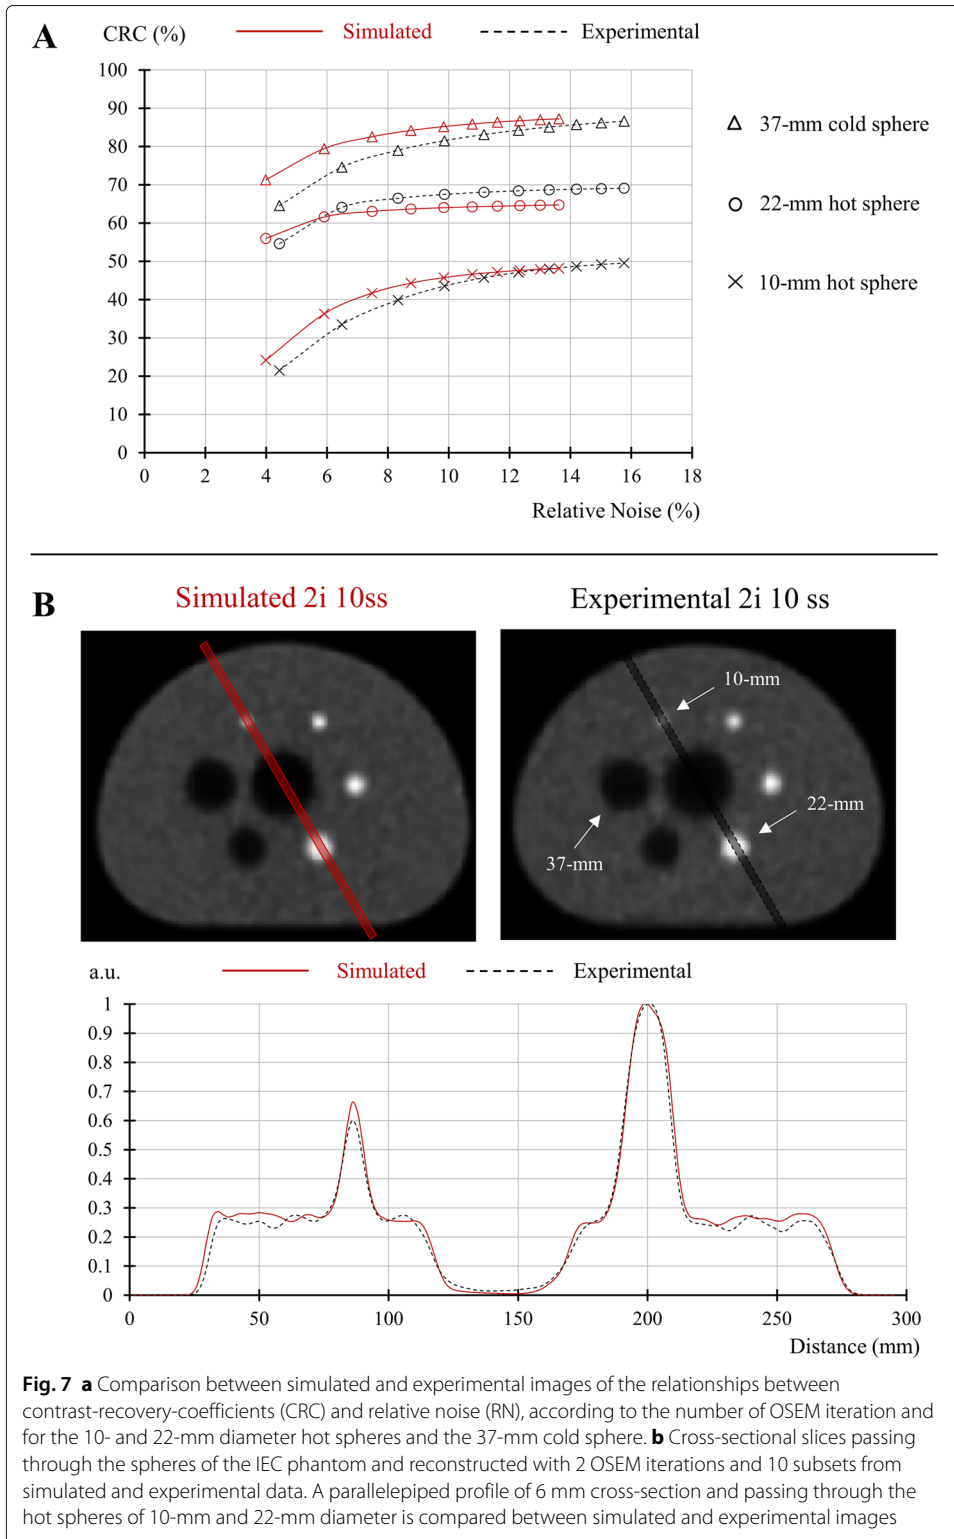 A
CRC (%)
Simulated
Experimental
100
90
80
70
60
50
40
30
20
10
0
0 2 4 6 8 10 12 14 16 18
Relative Noise (%)
37-mm cold sphere
22-mm hot sphere
10-mm hot sphere
B
Simulated 2i 10ss
Experimental 2i 10 ss
10-mm
22-mm
37-mm
a.u.
Simulated
Experimental
1
0.9
0.8
0.7
0.6
0.5
0.4
0.3
0.2
0.1
0
0 50 100 150 200 250 300
Distance (mm)
Fig. 7 a Comparison between simulated and experimental images of the relationships between
contrast-recovery-coefficients (CRC) and relative noise (RN), according to the number of OSEM iteration and
for the 10- and 22-mm diameter hot spheres and the 37-mm cold sphere. b Cross-sectional slices passing
through the spheres of the IEC phantom and reconstructed with 2 OSEM iterations and 10 subsets from
simulated and experimental data. A parallelepiped profile of 6 mm cross-section and passing through the
hot spheres of 10-mm and 22-mm diameter is compared between simulated and experimental images